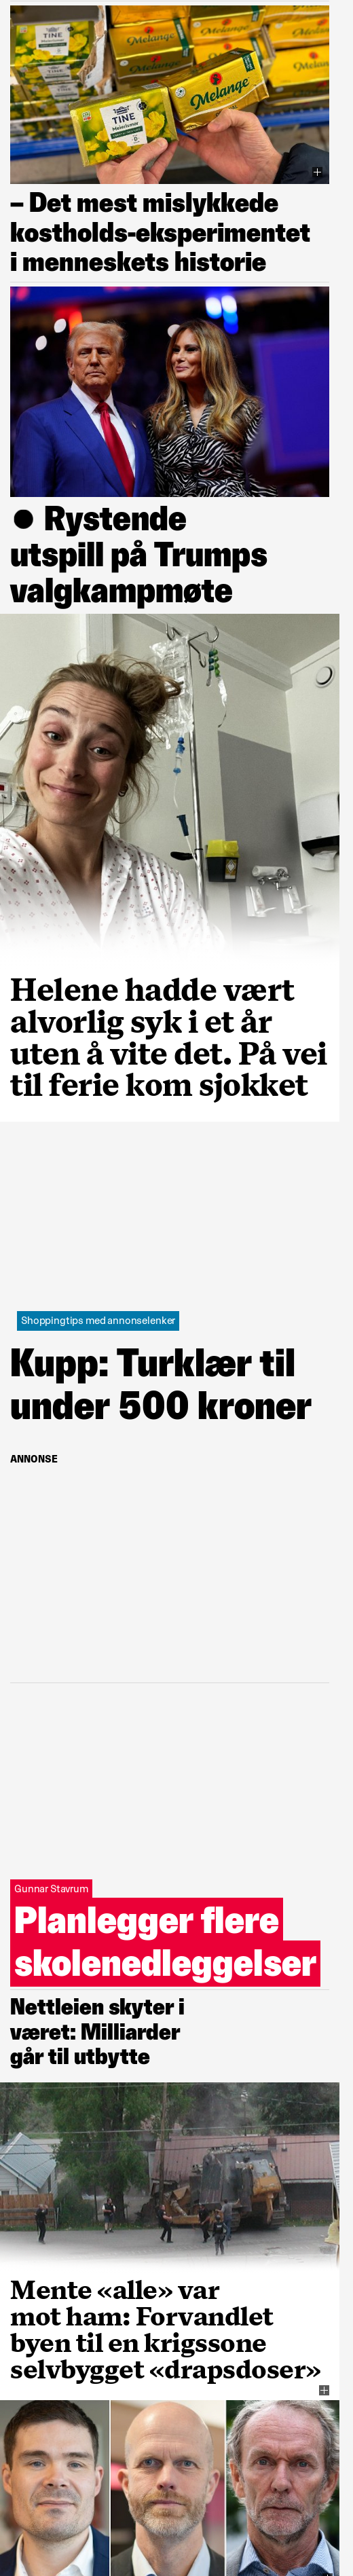 Melange
TINE
Meierismør
Melange
– Det mest mislykkede
kostholds-eksperimentet
i menneskets historie
● Rystende
utspill på Trumps
valgkampmøte
Helene hadde vært
alvorlig syk i et år
uten å vite det. På vei
til ferie kom sjokket
Shoppingtips med annonselenker
Kupp: Turklær til
under 500 kroner
ANNONSE
Gunnar Stavrum
Planlegger flere
skolenedleggelser
Nettleien skyter i
været: Milliarder
går til utbytte
Mente «alle» var
mot ham: Forvandlet
byen til en krigssone
selvbygget «drapsdoser»